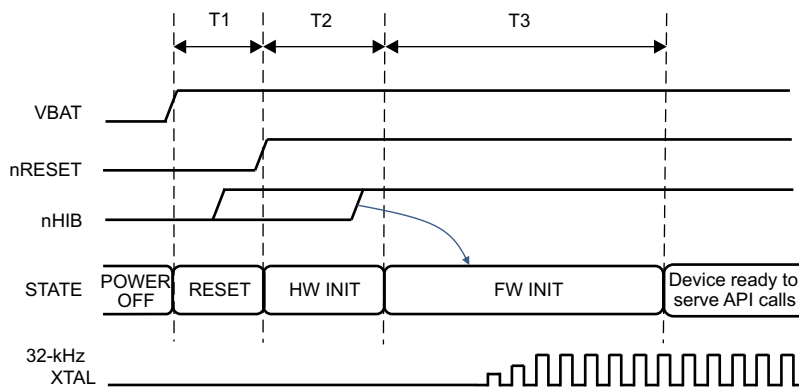 T1 T2 T3
VBAT
nRESET
nHIB
STATE
POWER
OFF
RESET
HW INIT
FW INIT
Device ready to
serve API calls
32-kHz
XTAL